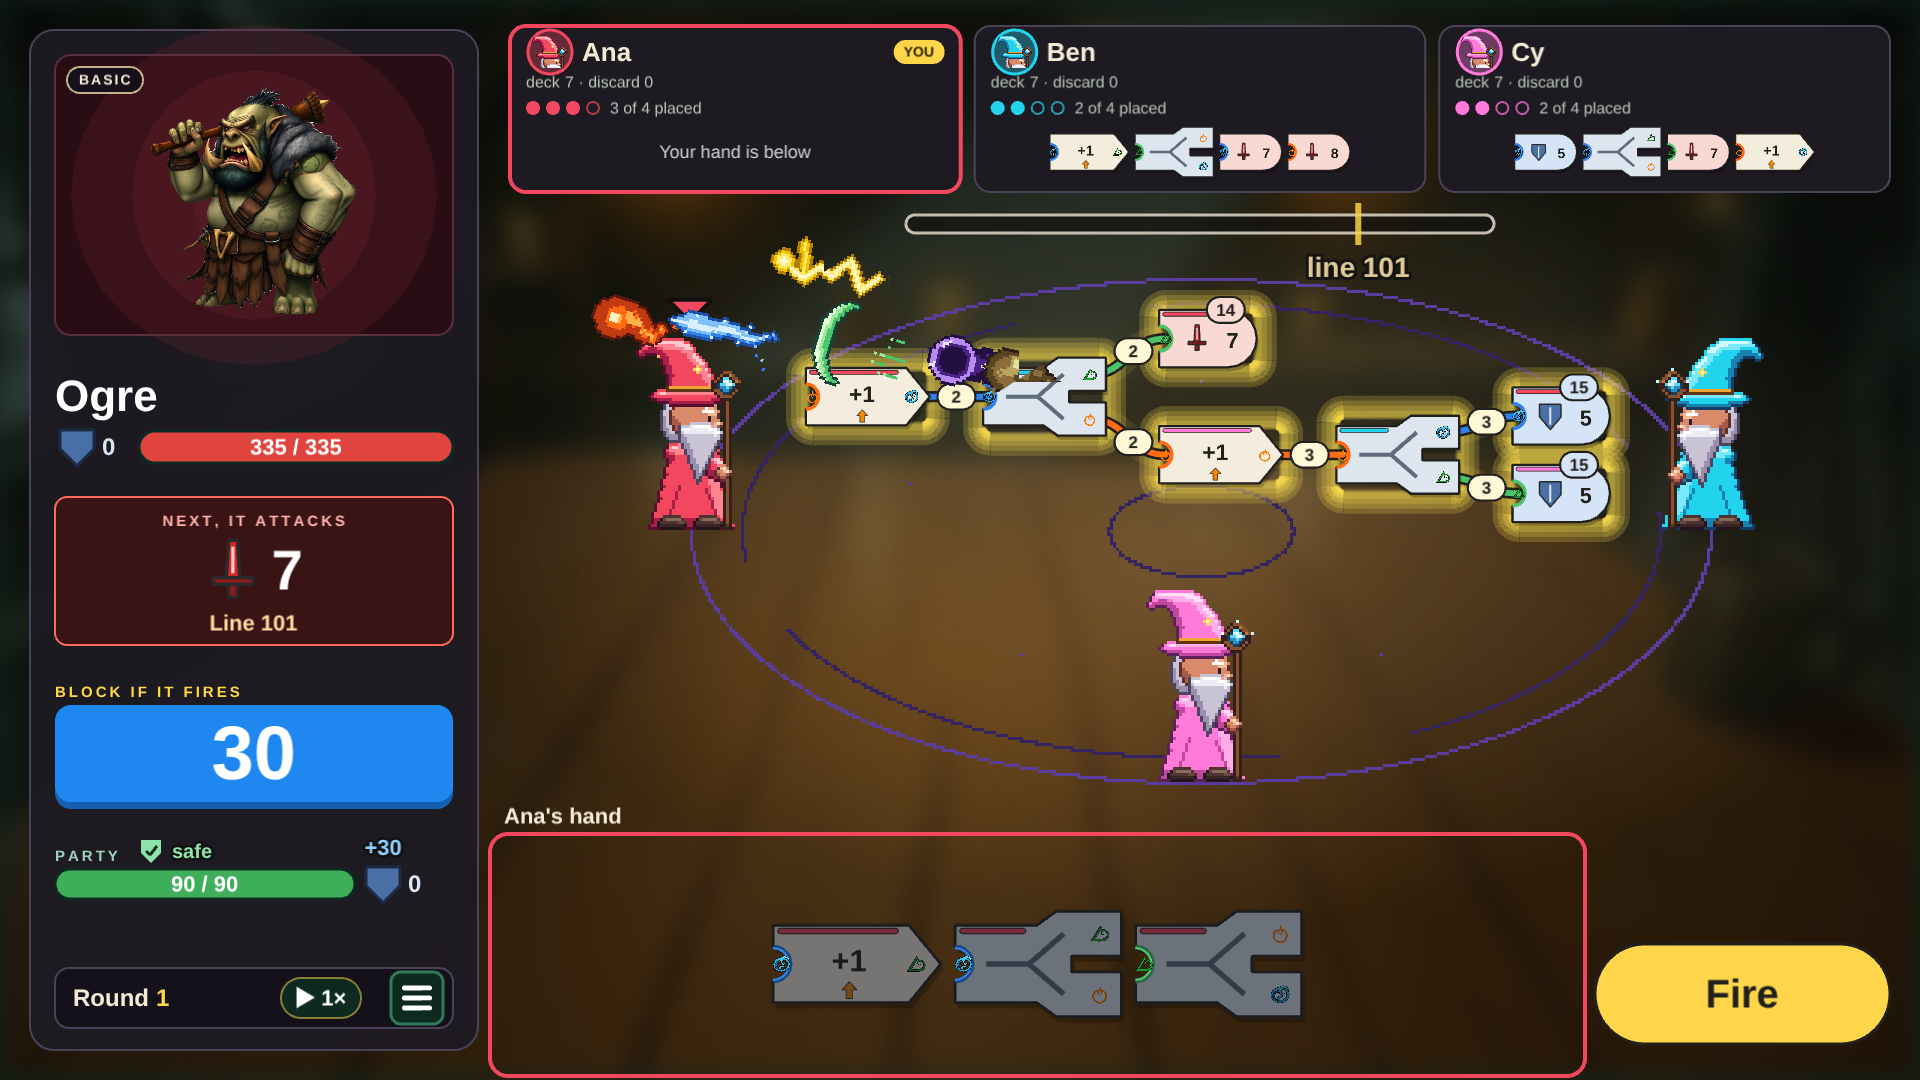 BASIC
Ogre
0
335 / 335
NEXT, IT ATTACKS
7
Line 101
BLOCK IF IT FIRES
30
PARTY
safe
+30
90 / 90
0
Round 1
1×
Ana
YOU
deck 7 · discard 0
3 of 4 placed
Your hand is below
Ben
deck 7 · discard 0
2 of 4 placed
+1
7
8
Cy
deck 7 · discard 0
2 of 4 placed
5
7
+1
line 101
+1
2
2
14
7
2
+1
3
3
15
5
3
15
5
Ana's hand
+1
Fire